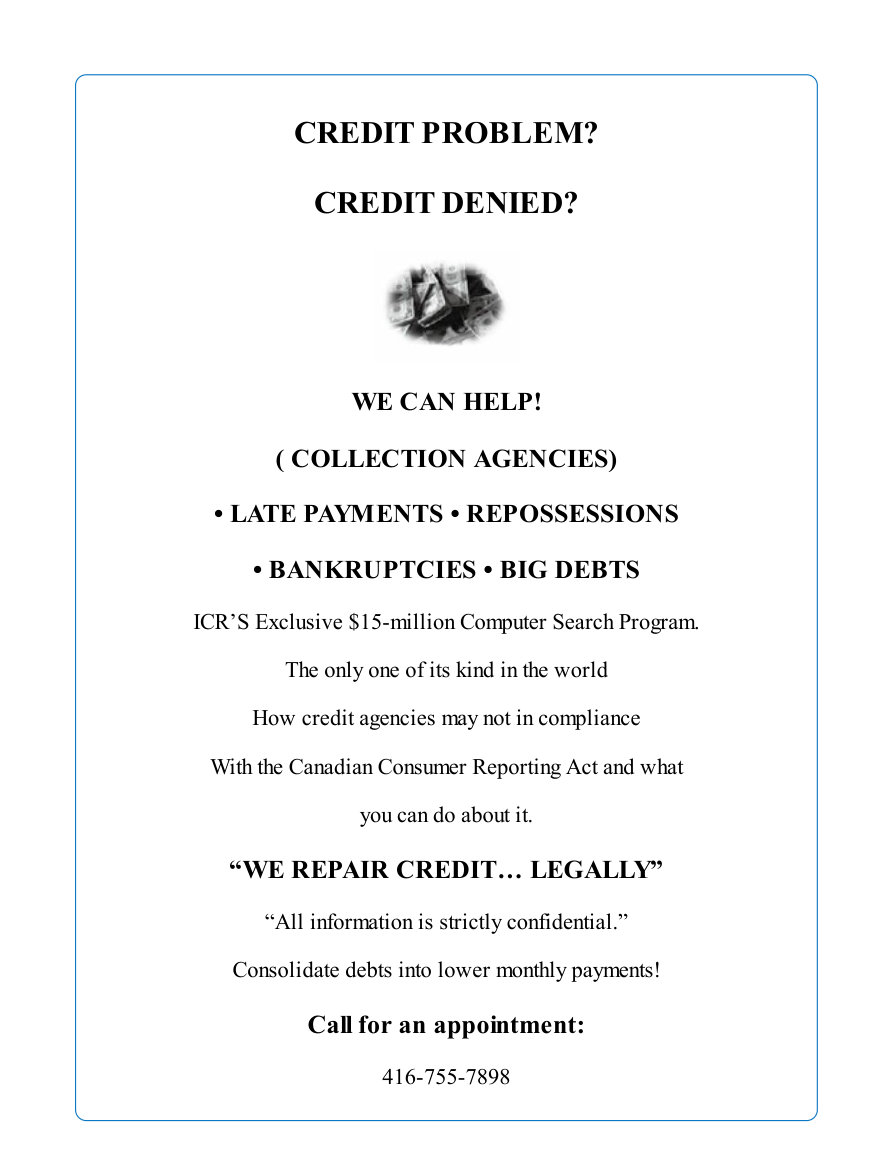 CREDIT PROBLEM?
CREDIT DENIED?
WE CAN HELP!
( COLLECTION AGENCIES)
• LATE PAYMENTS • REPOSSESSIONS
• BANKRUPTCIES • BIG DEBTS
ICR’S Exclusive $15-million Computer Search Program.
The only one of its kind in the world
How credit agencies may not in compliance
With the Canadian Consumer Reporting Act and what
you can do about it.
“WE REPAIR CREDIT… LEGALLY”
“All information is strictly confidential.”
Consolidate debts into lower monthly payments!
Call for an appointment:
416-755-7898